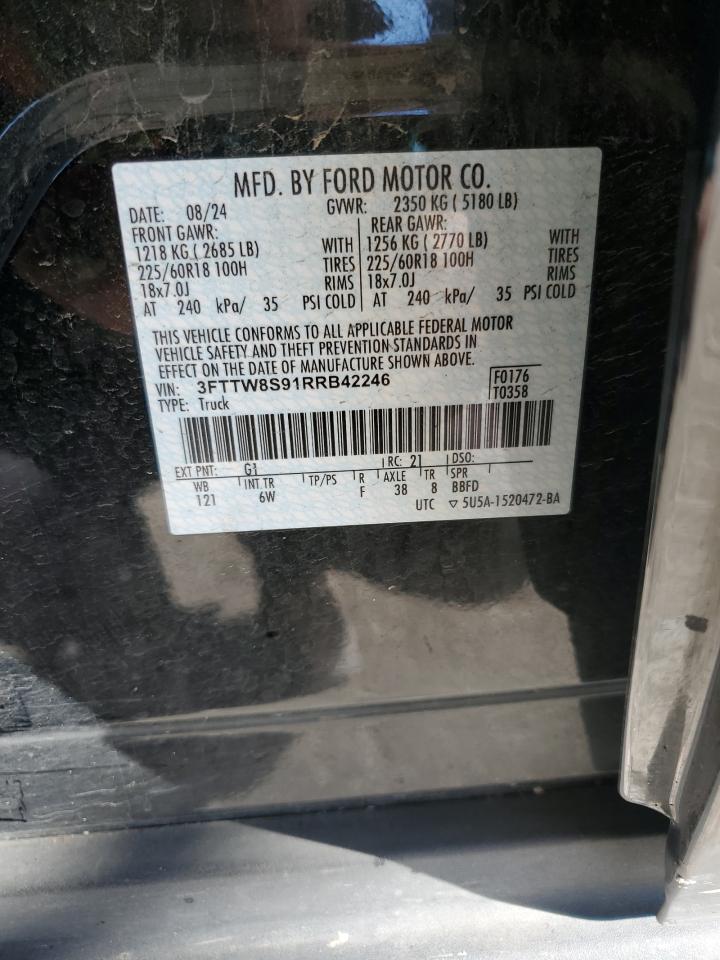 MFD. BY FORD MOTOR CO.
DATE: 08/24 GVWR: 2350 KG ( 5180 LB)
FRONT GAWR: REAR GAWR:
1218 KG ( 2685 LB) WITH 1256 KG ( 2770 LB) WITH
225/60R18 100H TIRES 225/60R18 100H TIRES
18x7.0J RIMS 18x7.0J RIMS
AT 240 kPa/ 35 PSI COLD AT 240 kPa/ 35 PSI COLD
THIS VEHICLE CONFORMS TO ALL APPLICABLE FEDERAL MOTOR
VEHICLE SAFETY AND THEFT PREVENTION STANDARDS IN
EFFECT ON THE DATE OF MANUFACTURE SHOWN ABOVE.
VIN: 3FTTW8S91RRB42246 F0176
TYPE: Truck T0358
EXT PNT: G1 RC: 21 DSO:
WB INT TR TP/PS R AXLE TR SPR
121 6W F 38 8 BBFD
UTC ▽ 5U5A-1520472-BA